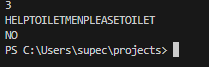 3
HELPTOILETMENPLEASETOILET
NO
PS C:\Users\supec\projects>